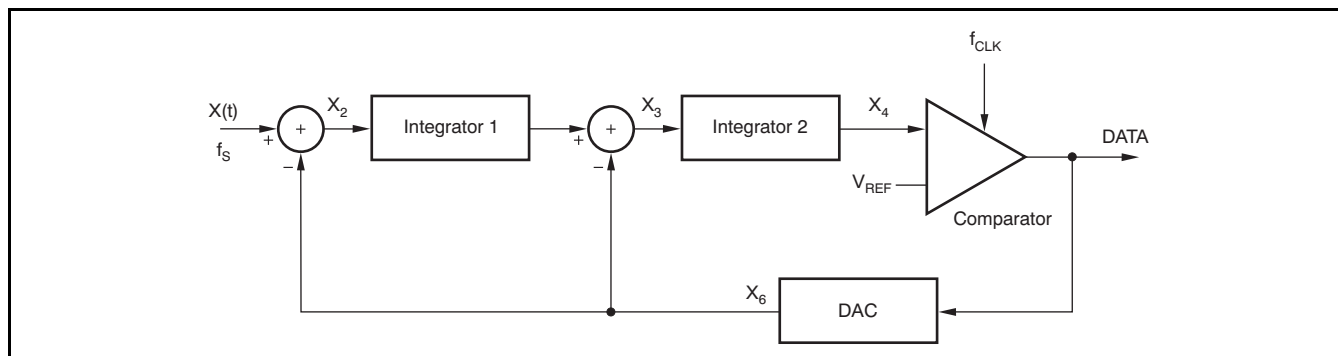 f_CLK
X(t)
X_2
Integrator 1
X_3
Integrator 2
X_4
DATA
+
+
+
+
f_S
–
–
V_REF
Comparator
X_6
DAC